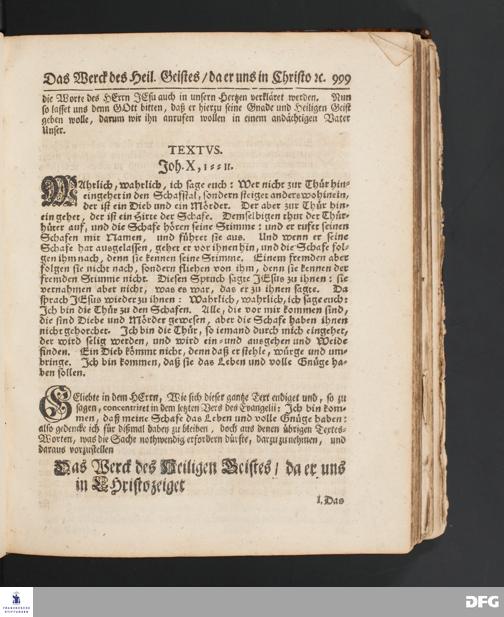 Das Werck des Heil. Geistes / da er uns in Christo ꝛc. 999
die Worte des HErrn JEsu auch in unsern Hertzen verkläret werden. Nun
so lasset uns denn GOtt bitten, daß er hierzu seine Gnade und Heiligen Geist
geben wolle, darum wir ihn anrufen wollen in einem andächtigen Vater
Unser.
TEXTVS.
Joh. X, 1⸗⸗11.
WAhrlich, wahrlich, ich sage euch: Wer nicht zur Thür hin-
eingehet in den Schafstal, sondern steiget anderswo hinein,
der ist ein Dieb und ein Mörder. Der aber zur Thür hin-
ein gehet, der ist ein Hirte der Schafe. Demselbigen thut der Thür-
hüter auf, und die Schafe hören seine Stimme: und er rufet seinen
Schafen mit Namen, und führet sie aus. Und wenn er seine
Schafe hat ausgelassen, gehet er vor ihnen hin, und die Schafe fol-
gen ihm nach, denn sie kennen seine Stimme. Einem fremden aber
folgen sie nicht nach, sondern fliehen von ihm, denn sie kennen der
fremden Stimme nicht. Diesen Spruch sagte JEsus zu ihnen: sie
vernahmen aber nicht, was es war, das er zu ihnen sagte. Da
sprach JEsus wieder zu ihnen: Wahrlich, wahrlich, ich sage euch:
Ich bin die Thür zu den Schafen. Alle, die vor mir kommen sind,
die sind Diebe und Mörder gewesen, aber die Schafe haben ihnen
nicht gehorchet. Ich bin die Thür, so iemand durch mich eingehet,
der wird selig werden, und wird ein- und ausgehen und Weide
finden. Ein Dieb kömmt nicht, denn daß er stehle, würge und um-
bringe. Ich bin kommen, daß sie das Leben und volle Gnüge ha-
ben sollen.
GEliebte in dem HErrn, Wie sich dieser gantze Text endiget und, so zu
sagen, concentriret in dem letzten Vers des Evangelii: Ich bin kom-
men, daß meine Schafe das Leben und volle Gnüge haben:
also gedencke ich für dißmal dabey zu bleiben, doch aus denen übrigen Textes-
Worten, was die Sache nothwendig erfordern dürfte, darzu zu nehmen, und
daraus vorzustellen
Das Werck des Heiligen Geistes / da er uns
in CHristo zeiget
I. Das
FRANCKESCHE
STIFTUNGEN
DFG